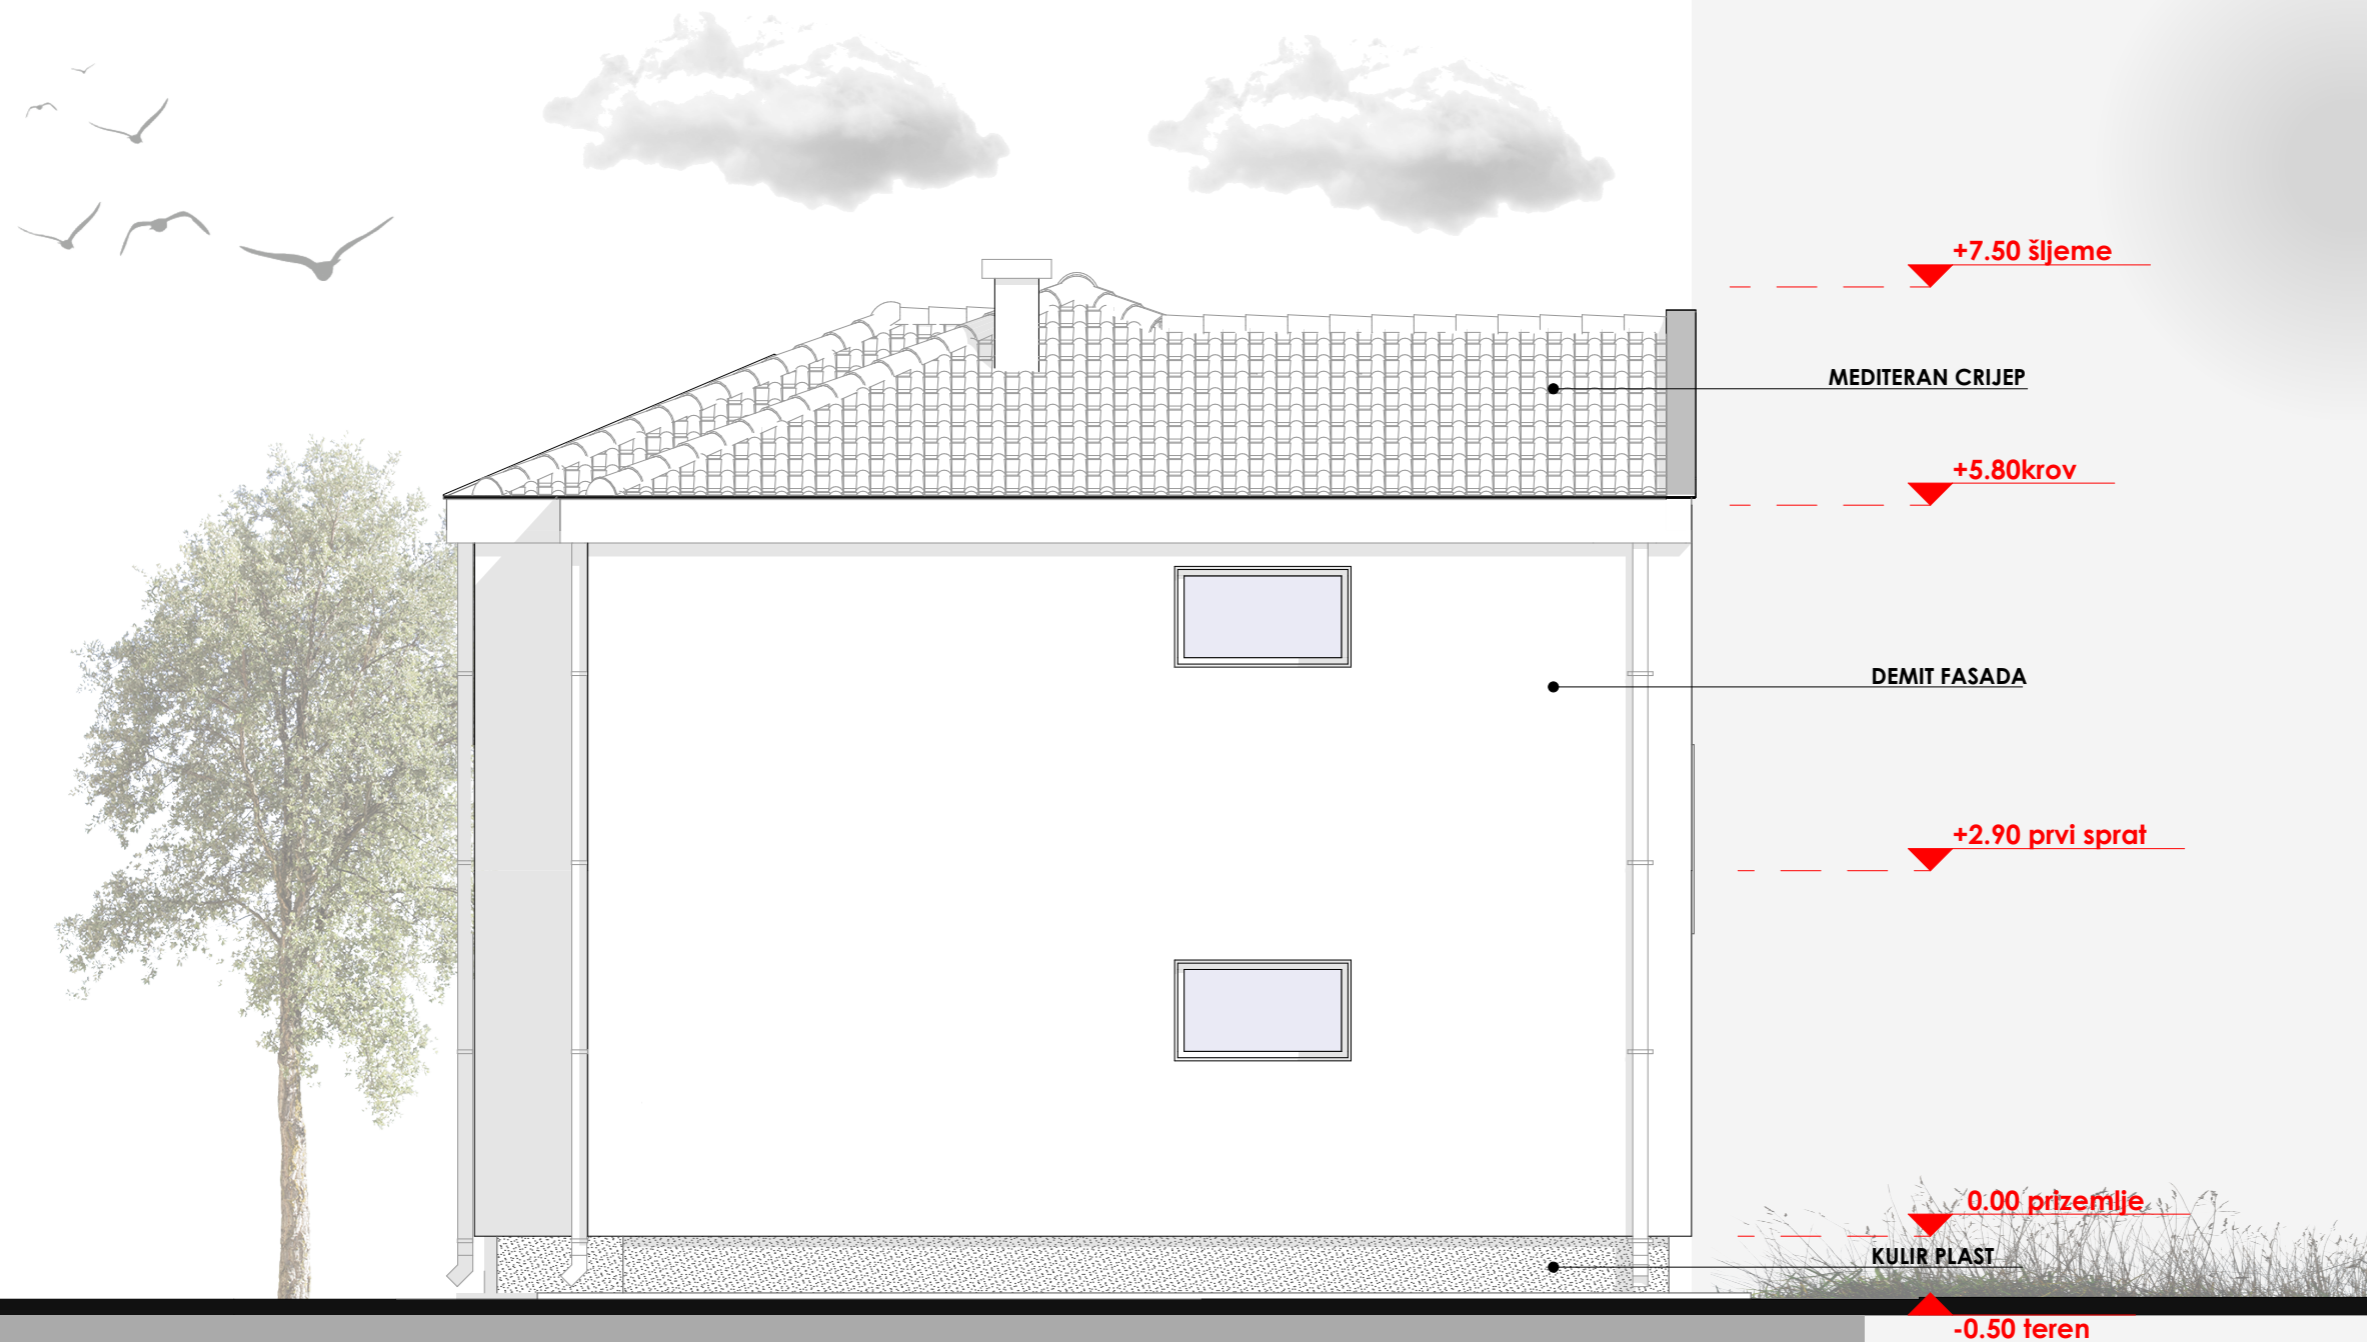 +7.50 šljeme
MEDITERAN CRIJEP
+5.80krov
DEMIT FASADA
+2.90 prvi sprat
0.00 prizemlje
KULIR PLAST
-0.50 teren